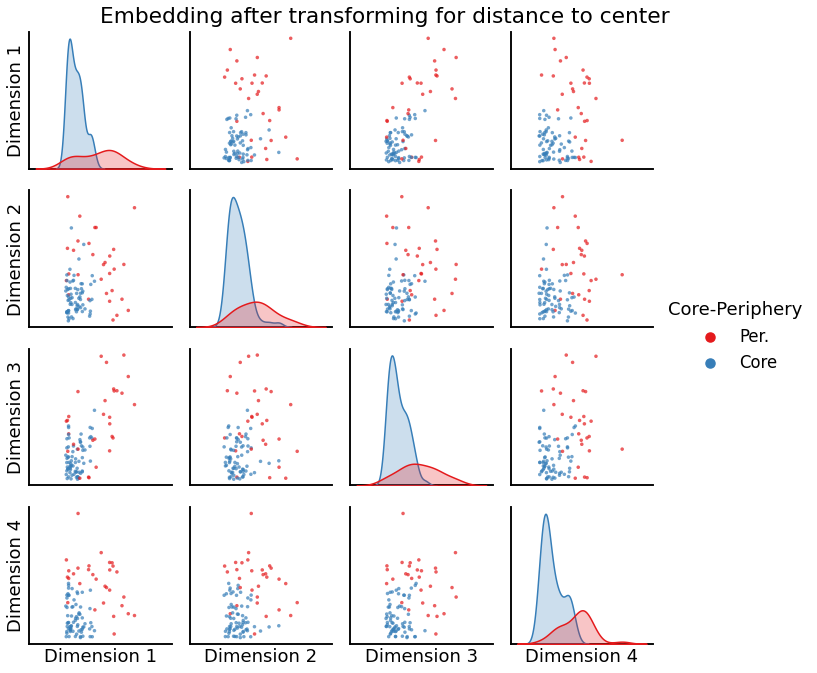 Embedding after transforming for distance to center
Dimension 1
Dimension 2
Dimension 3
Dimension 4
Dimension 1
Dimension 2
Dimension 3
Dimension 4
Core-Periphery
Per.
Core